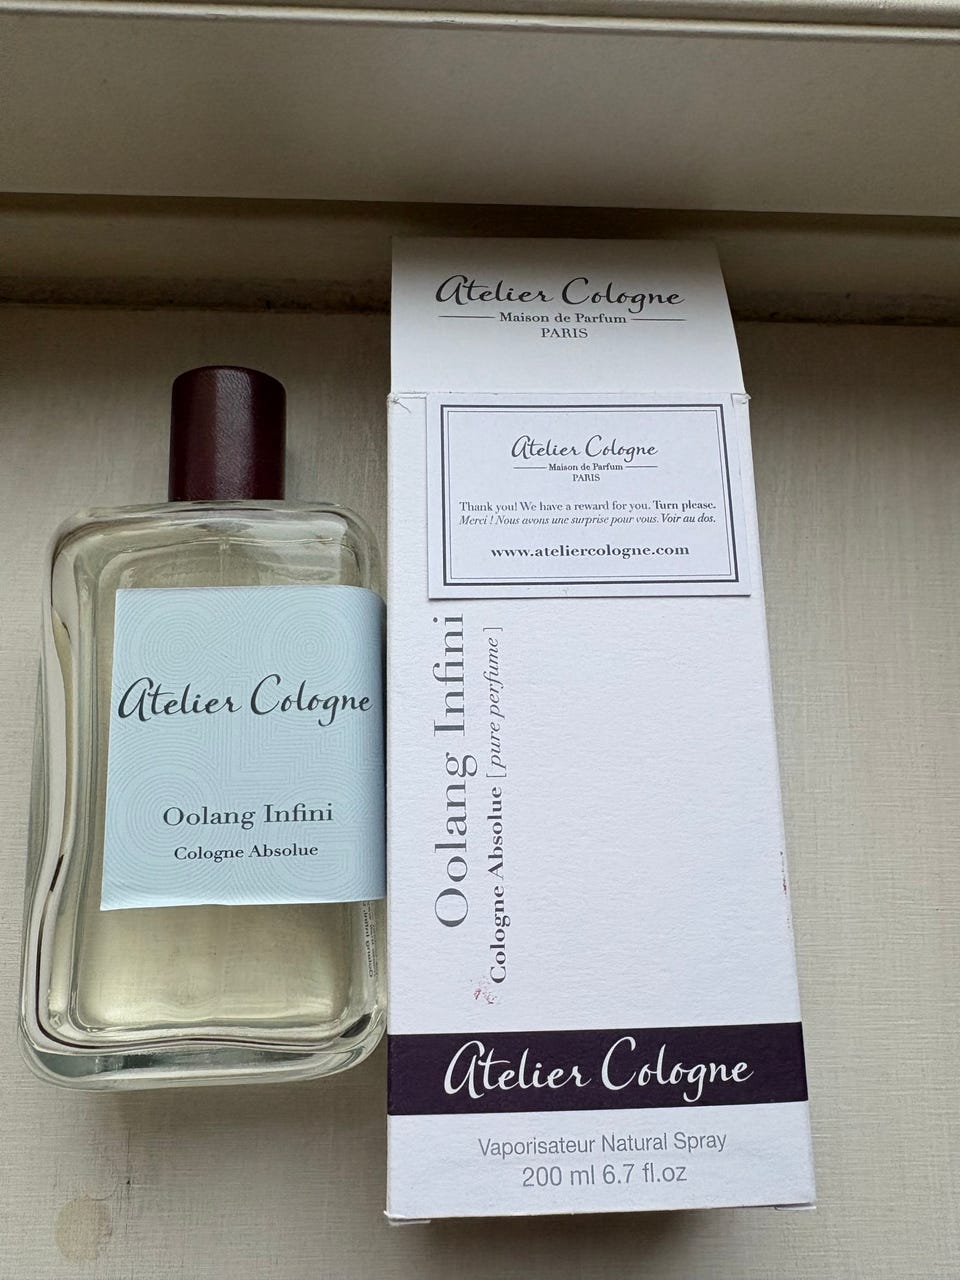 Atelier Cologne
Maison de Parfum
PARIS
Atelier Cologne
Maison de Parfum
PARIS
Thank you! We have a reward for you. Turn please.
Merci ! Nous avons une surprise pour vous. Voir au dos.
www.ateliercologne.com
Atelier Cologne
Oolang Infini
Cologne Absolue
Oolang Infini
Cologne Absolue [pure perfume]
Atelier Cologne
Vaporisateur Natural Spray
200 ml 6.7 fl.oz